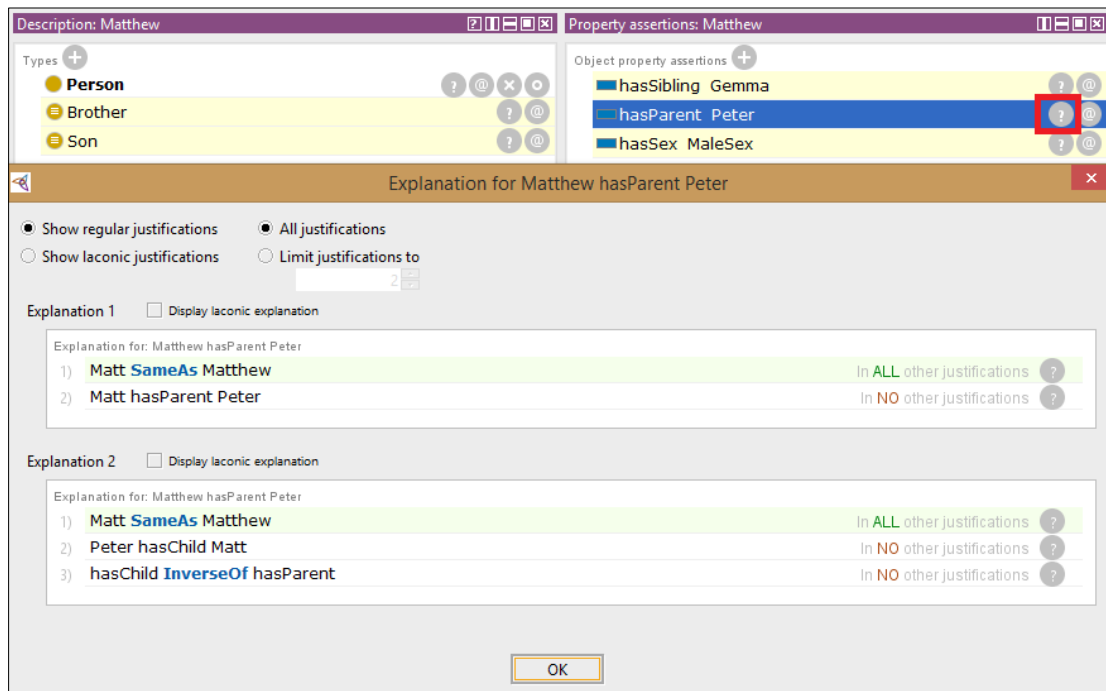 Description: Matthew
Property assertions: Matthew
Types
Person
Brother
Son
Object property assertions
hasSibling Gemma
hasParent Peter
hasSex MaleSex
Explanation for Matthew hasParent Peter
Show regular justifications
All justifications
Show laconic justifications
Limit justifications to
2
Explanation 1
Display laconic explanation
Explanation for: Matthew hasParent Peter
1) Matt SameAs Matthew In ALL other justifications ?
2) Matt hasParent Peter In NO other justifications ?
Explanation 2
Display laconic explanation
Explanation for: Matthew hasParent Peter
1) Matt SameAs Matthew In ALL other justifications ?
2) Peter hasChild Matt In NO other justifications ?
3) hasChild InverseOf hasParent In NO other justifications ?
OK